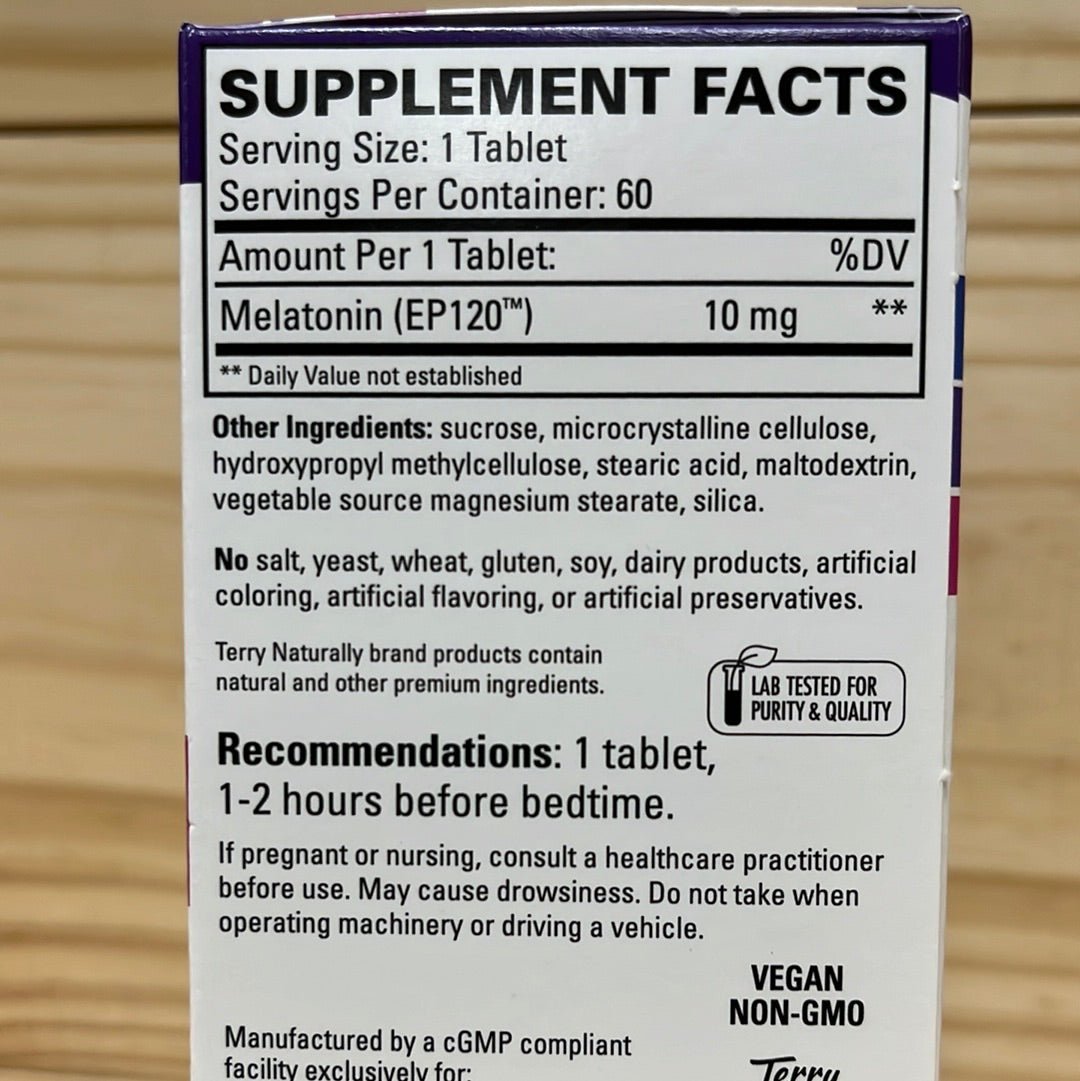 SUPPLEMENT FACTS
Serving Size: 1 Tablet
Servings Per Container: 60
Amount Per 1 Tablet: %DV
Melatonin (EP120™) 10 mg **
** Daily Value not established
Other Ingredients: sucrose, microcrystalline cellulose,
hydroxypropyl methylcellulose, stearic acid, maltodextrin,
vegetable source magnesium stearate, silica.
No salt, yeast, wheat, gluten, soy, dairy products, artificial
coloring, artificial flavoring, or artificial preservatives.
Terry Naturally brand products contain
natural and other premium ingredients.
LAB TESTED FOR
PURITY & QUALITY
Recommendations: 1 tablet,
1-2 hours before bedtime.
If pregnant or nursing, consult a healthcare practitioner
before use. May cause drowsiness. Do not take when
operating machinery or driving a vehicle.
VEGAN
NON-GMO
Manufactured by a cGMP compliant
facility exclusively for:
Terry